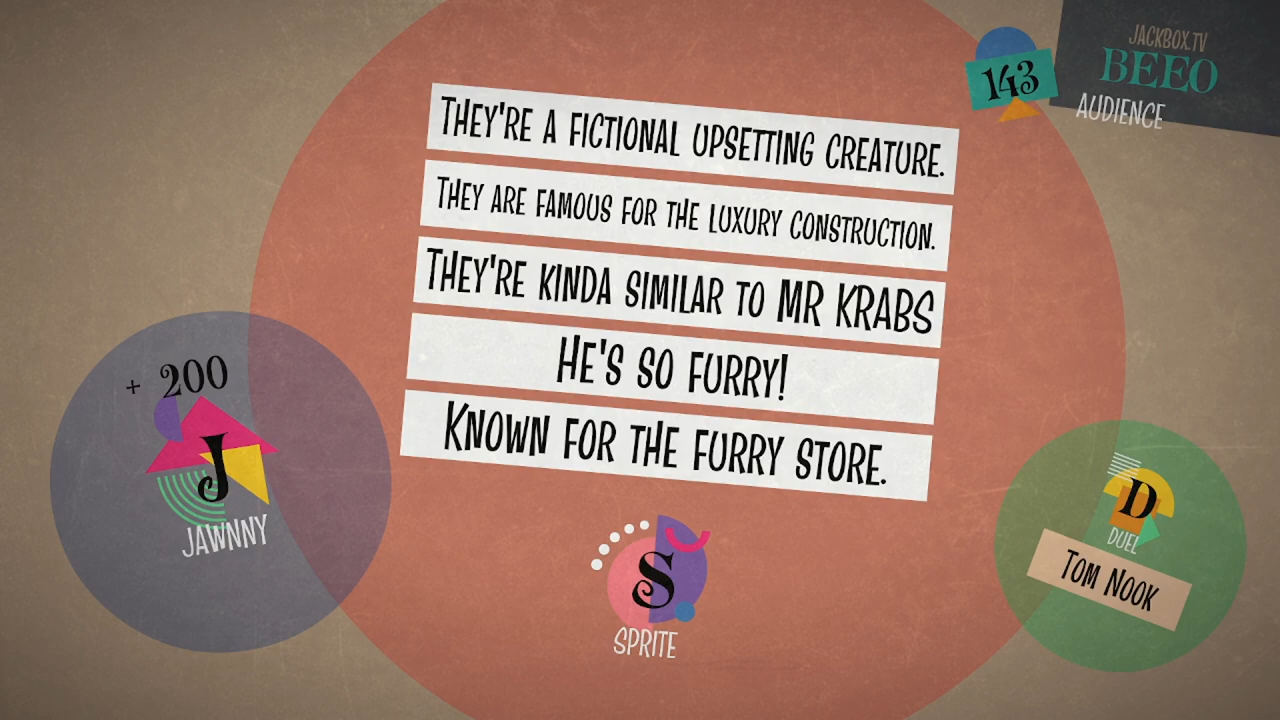 JACKBOX.TV
BEEO
143
AUDIENCE
THEY'RE A FICTIONAL UPSETTING CREATURE.
THEY ARE FAMOUS FOR THE LUXURY CONSTRUCTION.
THEY'RE KINDA SIMILAR TO MR KRABS
HE'S SO FURRY!
KNOWN FOR THE FURRY STORE.
+ 200
J
JAWNNY
S
SPRITE
D
DUEL
TOM NOOK